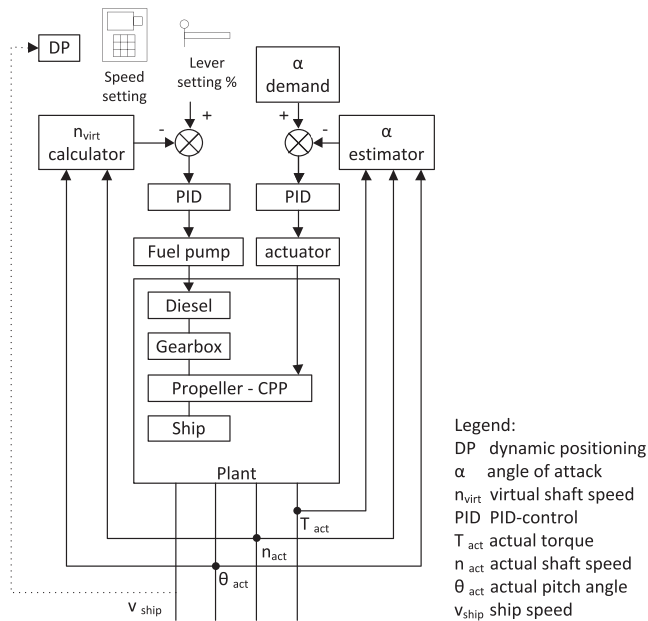 DP
Speed
setting
Lever
setting %
α
demand
+
+
-
-
n virt
calculator
α
estimator
PID
PID
Fuel pump
actuator
Diesel
Gearbox
Propeller - CPP
Ship
Plant
T act
n act
θ act
v ship
Legend:
DP dynamic positioning
α angle of attack
n virt virtual shaft speed
PID PID-control
T act actual torque
n act actual shaft speed
θ act actual pitch angle
v ship ship speed